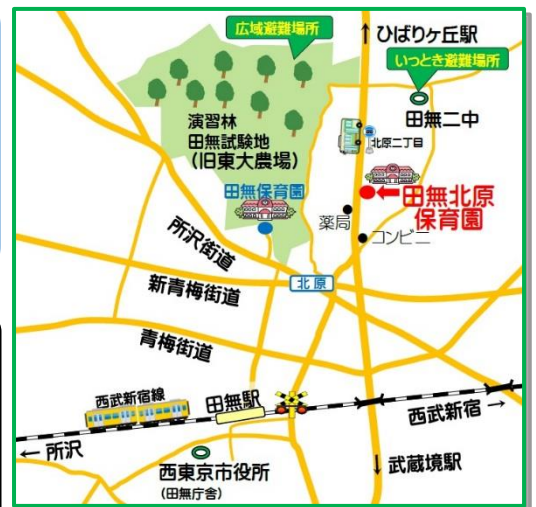 広域避難場所
↑ ひばりヶ丘駅
いっとき避難場所
田無二中
演習林
田無試験地
(旧東大農場)
北原二丁目
田無保育園
←田無北原
保育園
薬局
コンビニ
所沢街道
北原
新青梅街道
青梅街道
西武新宿線
田無駅
西武新宿 →
← 所沢
西東京市役所
(田無庁舎)
↓ 武蔵境駅